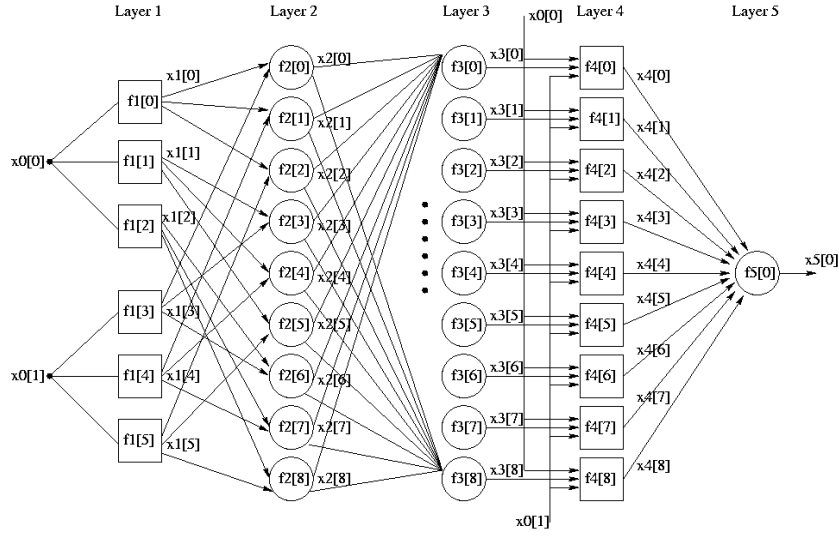 Layer 1
Layer 2
Layer 3
Layer 4
Layer 5
x0[0]
x0[1]
f1[0]
f1[1]
f1[2]
f1[3]
f1[4]
f1[5]
x1[0]
x1[1]
x1[2]
x1[3]
x1[4]
x1[5]
f2[0]
f2[1]
f2[2]
f2[3]
f2[4]
f2[5]
f2[6]
f2[7]
f2[8]
x2[0]
x2[1]
x2[2]
x2[3]
x2[4]
x2[5]
x2[6]
x2[7]
x2[8]
f3[0]
f3[1]
f3[2]
f3[3]
f3[4]
f3[5]
f3[6]
f3[7]
f3[8]
x0[0]
x3[0]
x3[1]
x3[2]
x3[3]
x3[4]
x3[5]
x3[6]
x3[7]
x3[8]
x0[1]
f4[0]
f4[1]
f4[2]
f4[3]
f4[4]
f4[5]
f4[6]
f4[7]
f4[8]
x4[0]
x4[1]
x4[2]
x4[3]
x4[4]
x4[5]
x4[6]
x4[7]
x4[8]
f5[0]
x5[0]